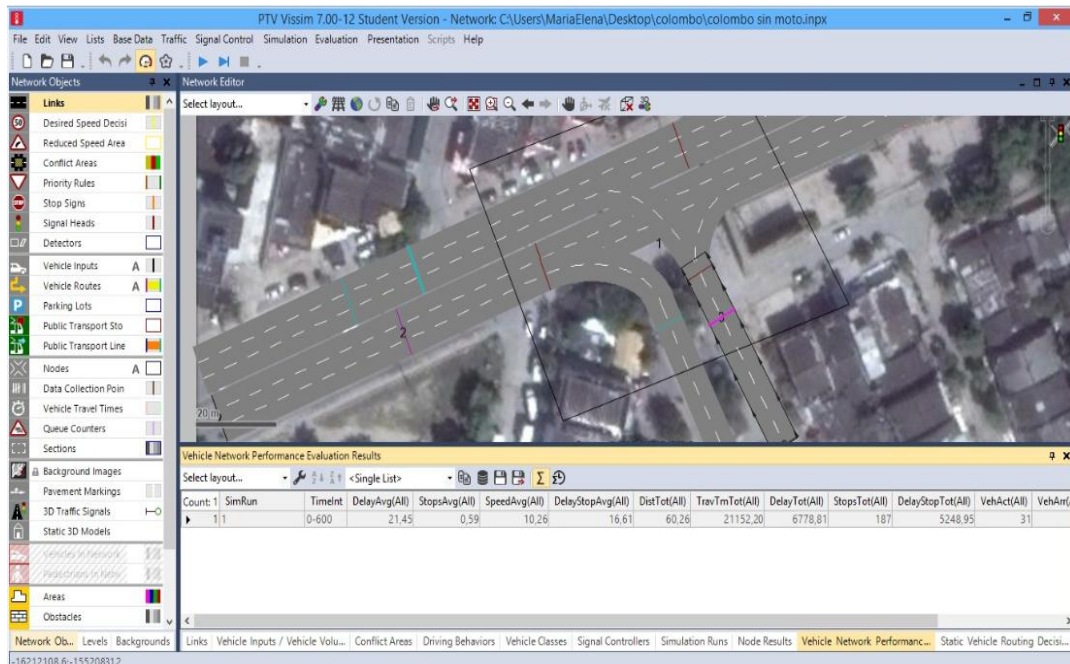 PTV Vissim 7.00-12 Student Version - Network: C:\Users\MariaElena\Desktop\colombo\colombo sin moto.inpx
File Edit View Lists Base Data Traffic Signal Control Simulation Evaluation Presentation Scripts Help
Network Objects
Links
50 Desired Speed Decisi
Reduced Speed Area
Conflict Areas
Priority Rules
Stop Signs
Signal Heads
Detectors
Vehicle Inputs A
Vehicle Routes A
P Parking Lots
Public Transport Sto
Public Transport Line
Nodes A
Data Collection Poin
Vehicle Travel Times
Queue Counters
Sections
Background Images
Pavement Markings
3D Traffic Signals
Static 3D Models
Vehicles In Network
Areas
Obstacles
Network Ob... Levels Backgrounds
Network Editor
Select layout...
1
2
20 m
Vehicle Network Performance Evaluation Results
Select layout... <Single List>
Count: 1 SimRun TimeInt DelayAvg(All) StopsAvg(All) SpeedAvg(All) DelayStopAvg(All) DistTot(All) TravTmTot(All) DelayTot(All) StopsTot(All) DelayStopTot(All) VehAct(All) VehArr(
1 1 0-600 21,45 0,59 10,26 16,61 60,26 21152,20 6778,81 187 5248,95 31
Links Vehicle Inputs / Vehicle Volu... Conflict Areas Driving Behaviors Vehicle Classes Signal Controllers Simulation Runs Node Results Vehicle Network Performanc... Static Vehicle Routing Decisi...
-16212108.6:-155208312